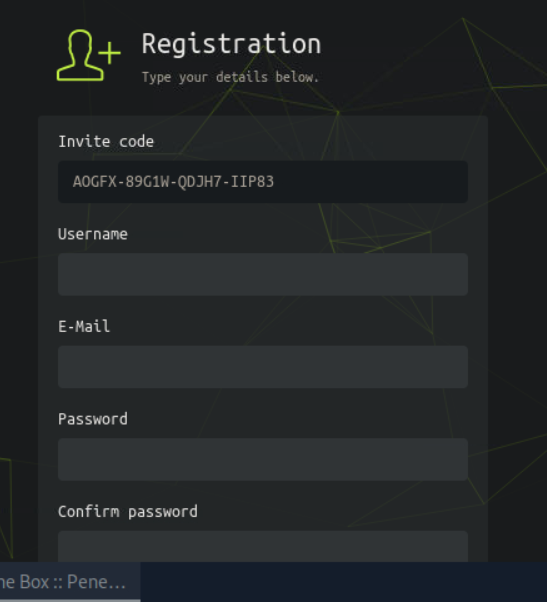 Registration
Type your details below.
Invite code
AOGFX-89G1W-QDJH7-IIP83
Username
E-Mail
Password
Confirm password
he Box :: Pene...